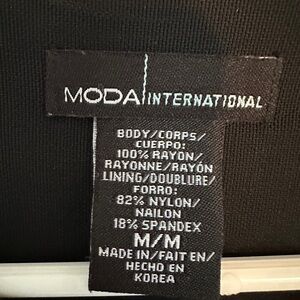 MODA INTERNATIONAL
BODY/CORPS/
CUERPO:
100% RAYON/
RAYONNE/RAYÓN
LINING/DOUBLURE/
FORRO:
82% NYLON/
NAILON
18% SPANDEX
M/M
MADE IN/FAIT EN/
HECHO EN
KOREA